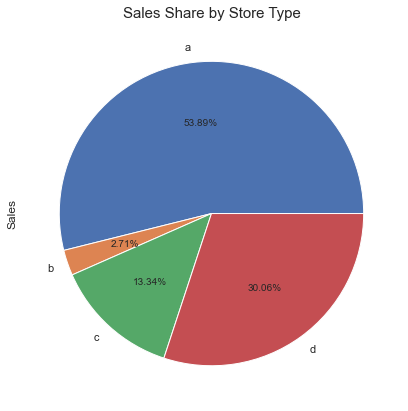 Sales Share by Store Type
a
53.89%
Sales
2.71%
b
13.34%
30.06%
c
d